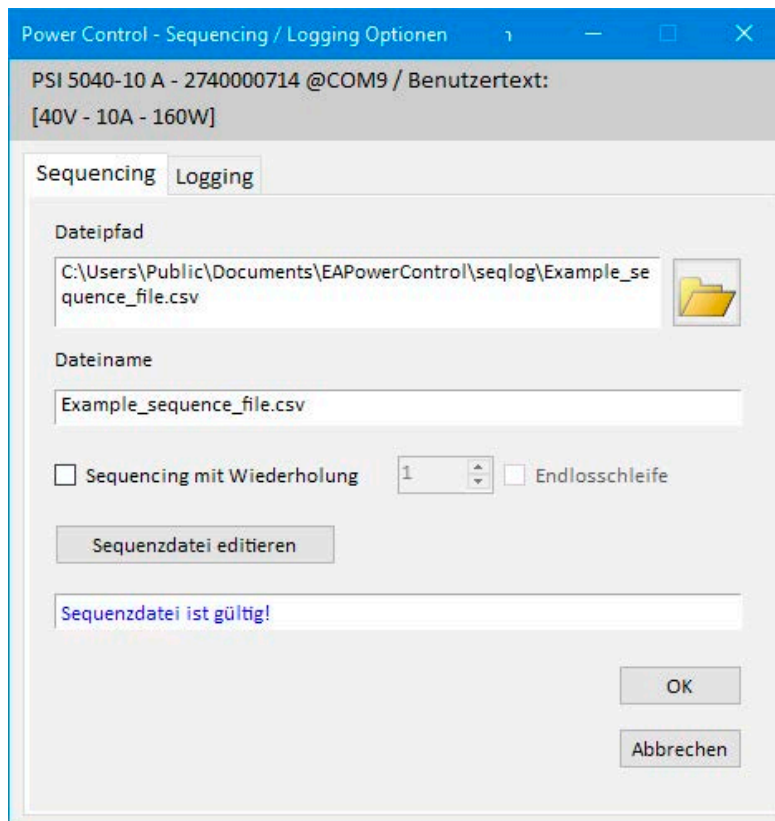 Power Control - Sequencing / Logging Optionen
PSI 5040-10 A - 2740000714 @COM9 / Benutzertext:
[40V - 10A - 160W]
Sequencing
Logging
Dateipfad
C:\Users\Public\Documents\EAPowerControl\seqlog\Example_se
quence_file.csv
Dateiname
Example_sequence_file.csv
Sequencing mit Wiederholung 1 Endlosschleife
Sequenzdatei editieren
Sequenzdatei ist gültig!
OK
Abbrechen